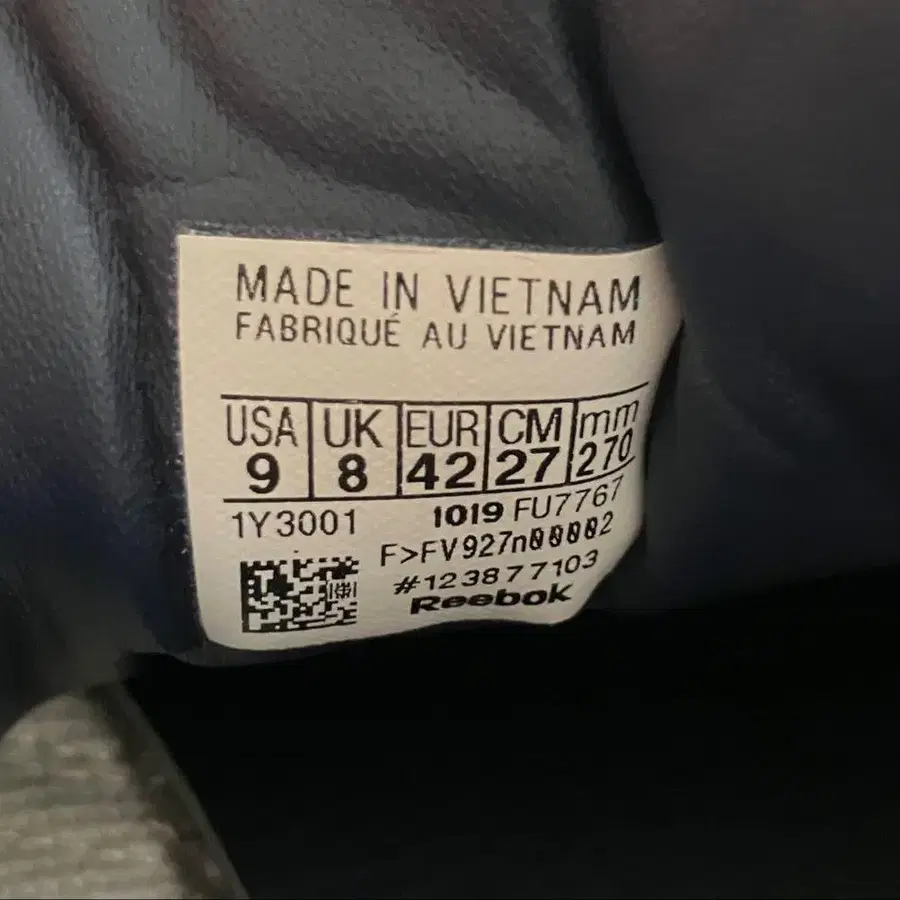 MADE IN VIETNAM
FABRIQUÉ AU VIETNAM
USA UK EUR CM mm
9 8 42 27 270
1Y3001 1019 FU7767
F>FV927n00002
#123877103
Reebok